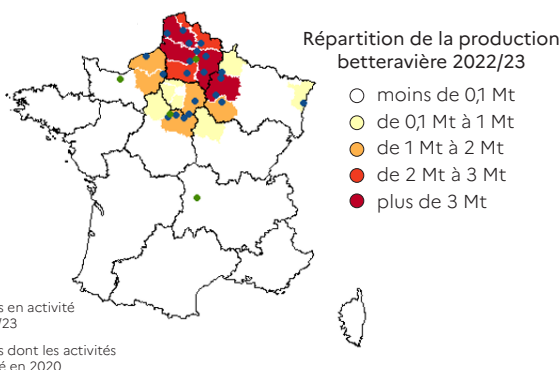 Répartition de la production
betteravière 2022/23
moins de 0,1 Mt
de 0,1 Mt à 1 Mt
de 1 Mt à 2 Mt
de 2 Mt à 3 Mt
plus de 3 Mt
en activité
/23
dont les activités
en 2020